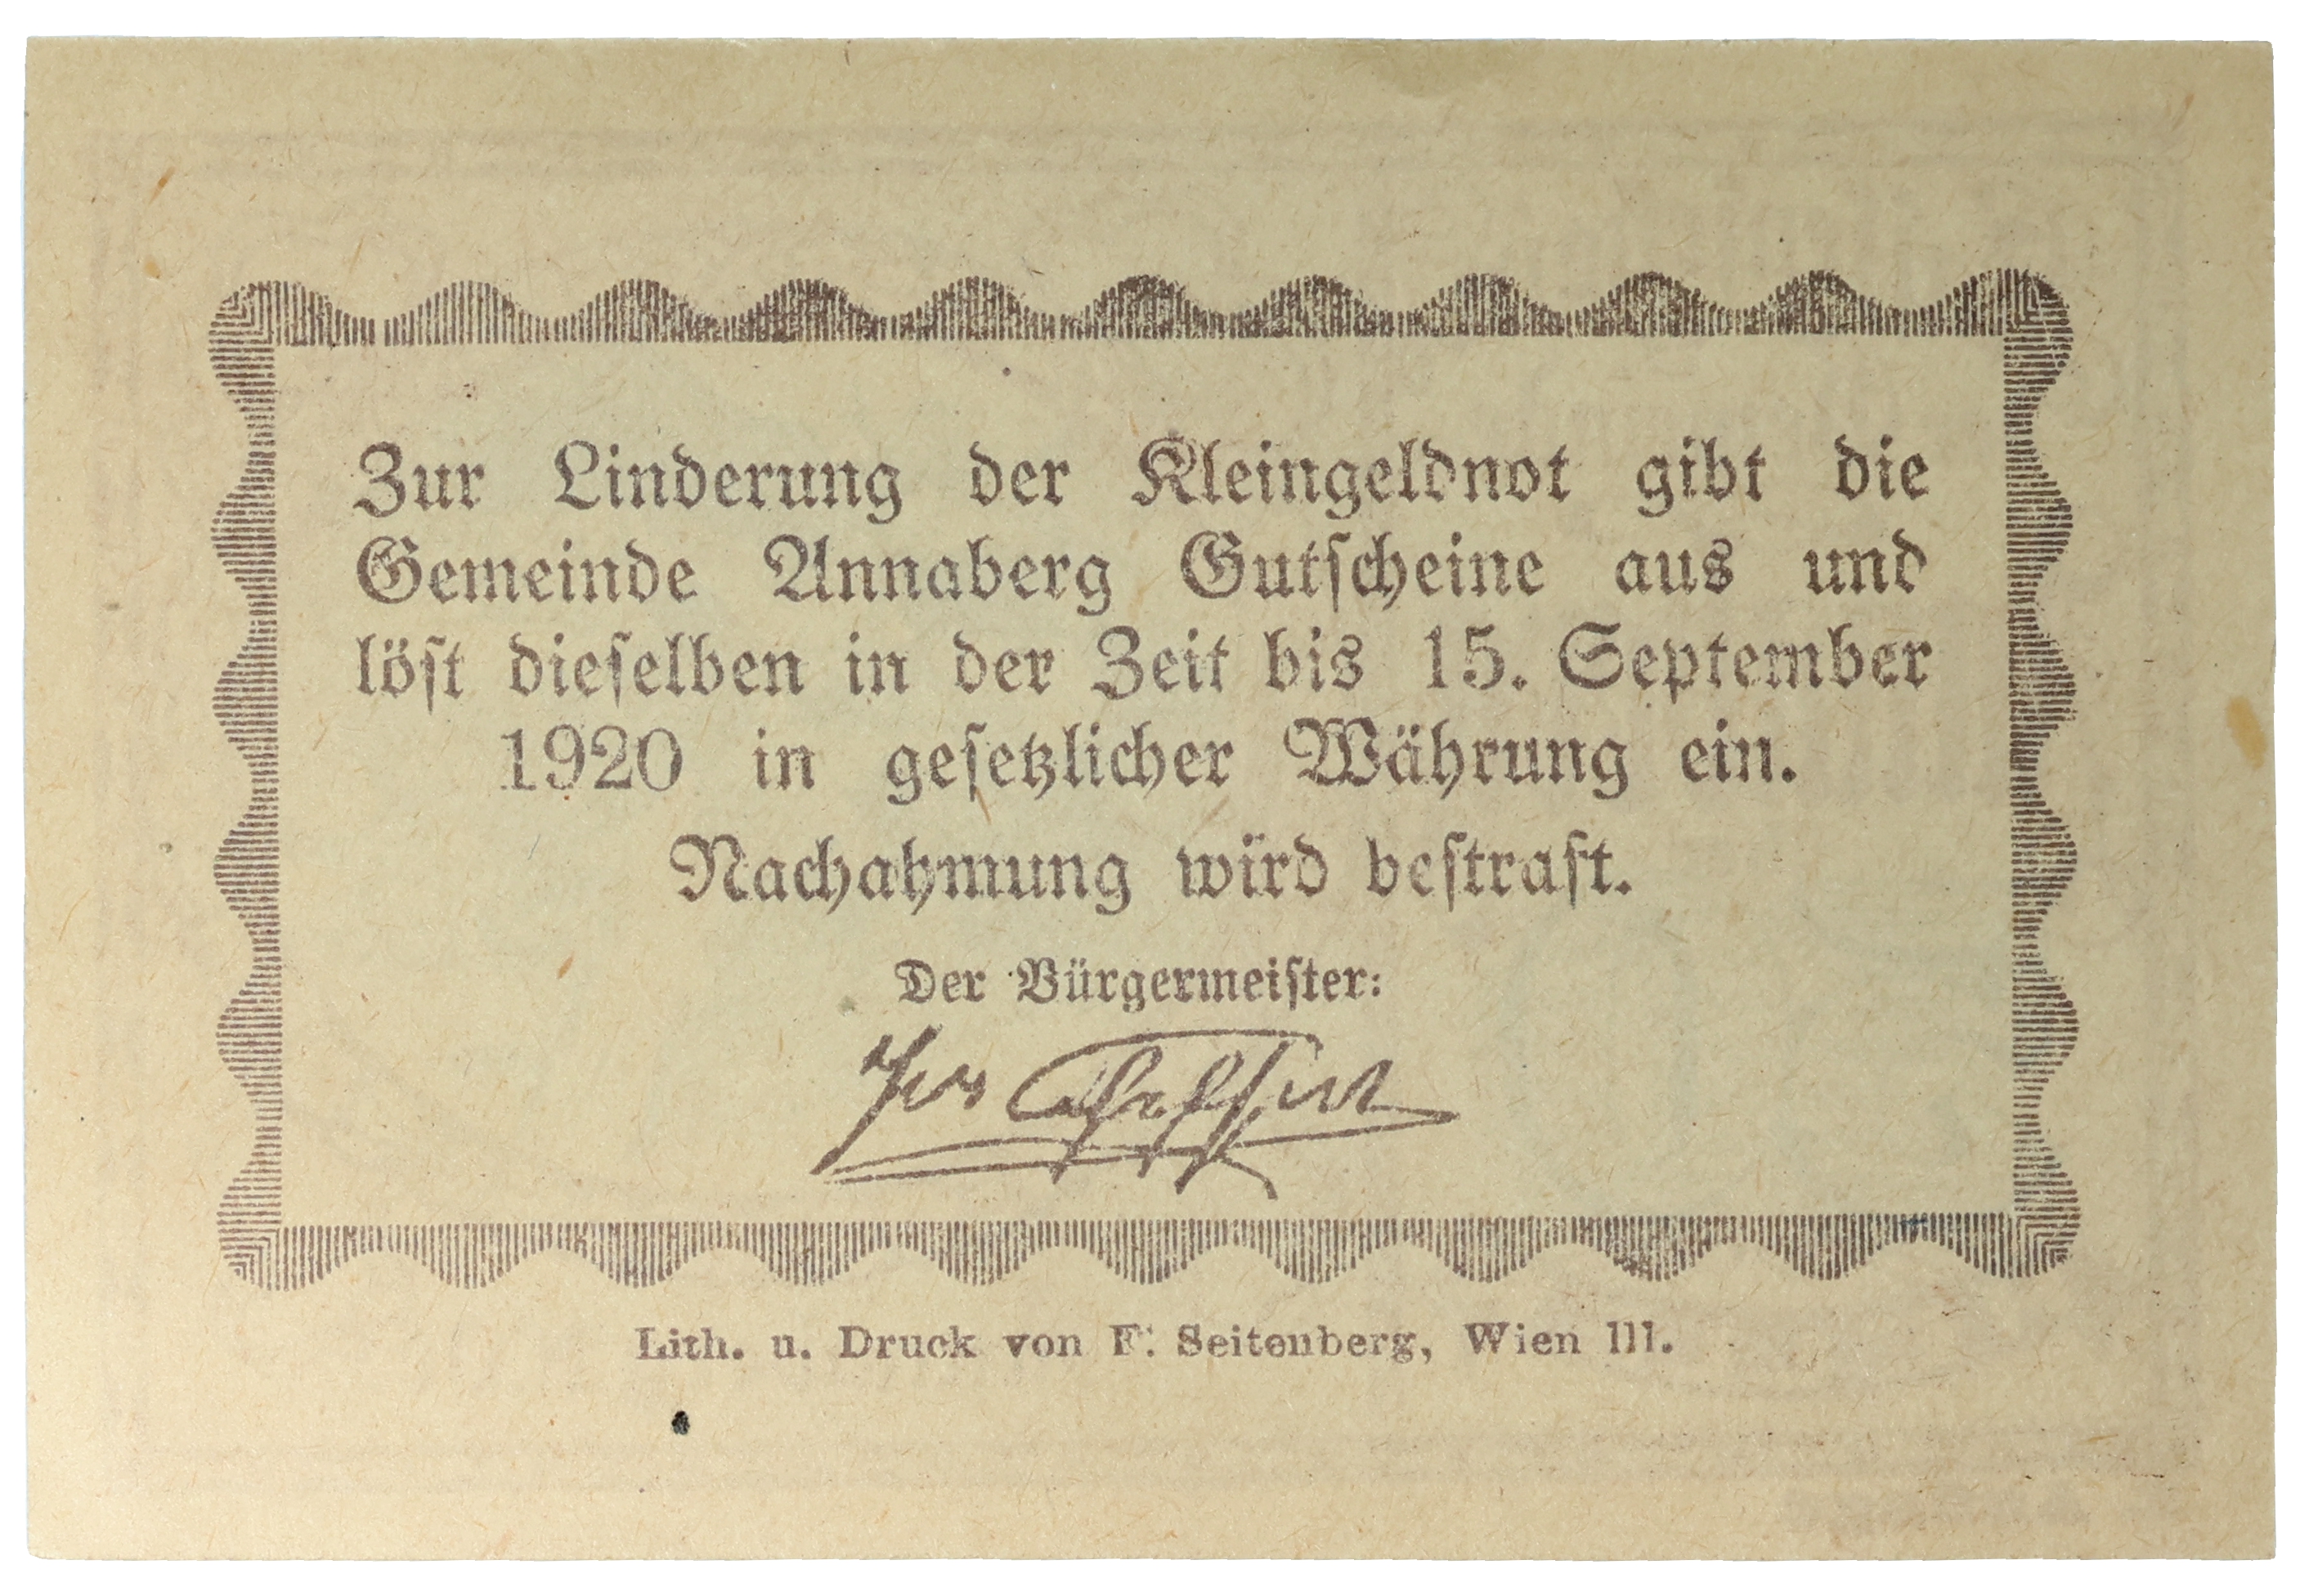 Zur Linderung der Kleingeldnot gibt die
Gemeinde Annaberg Gutscheine aus und
löst dieselben in der Zeit bis 15. September
1920 in gesetzlicher Währung ein.
Nachahmung wird bestraft.
Der Bürgermeister:
Lith. u. Druck von F. Seitenberg, Wien III.